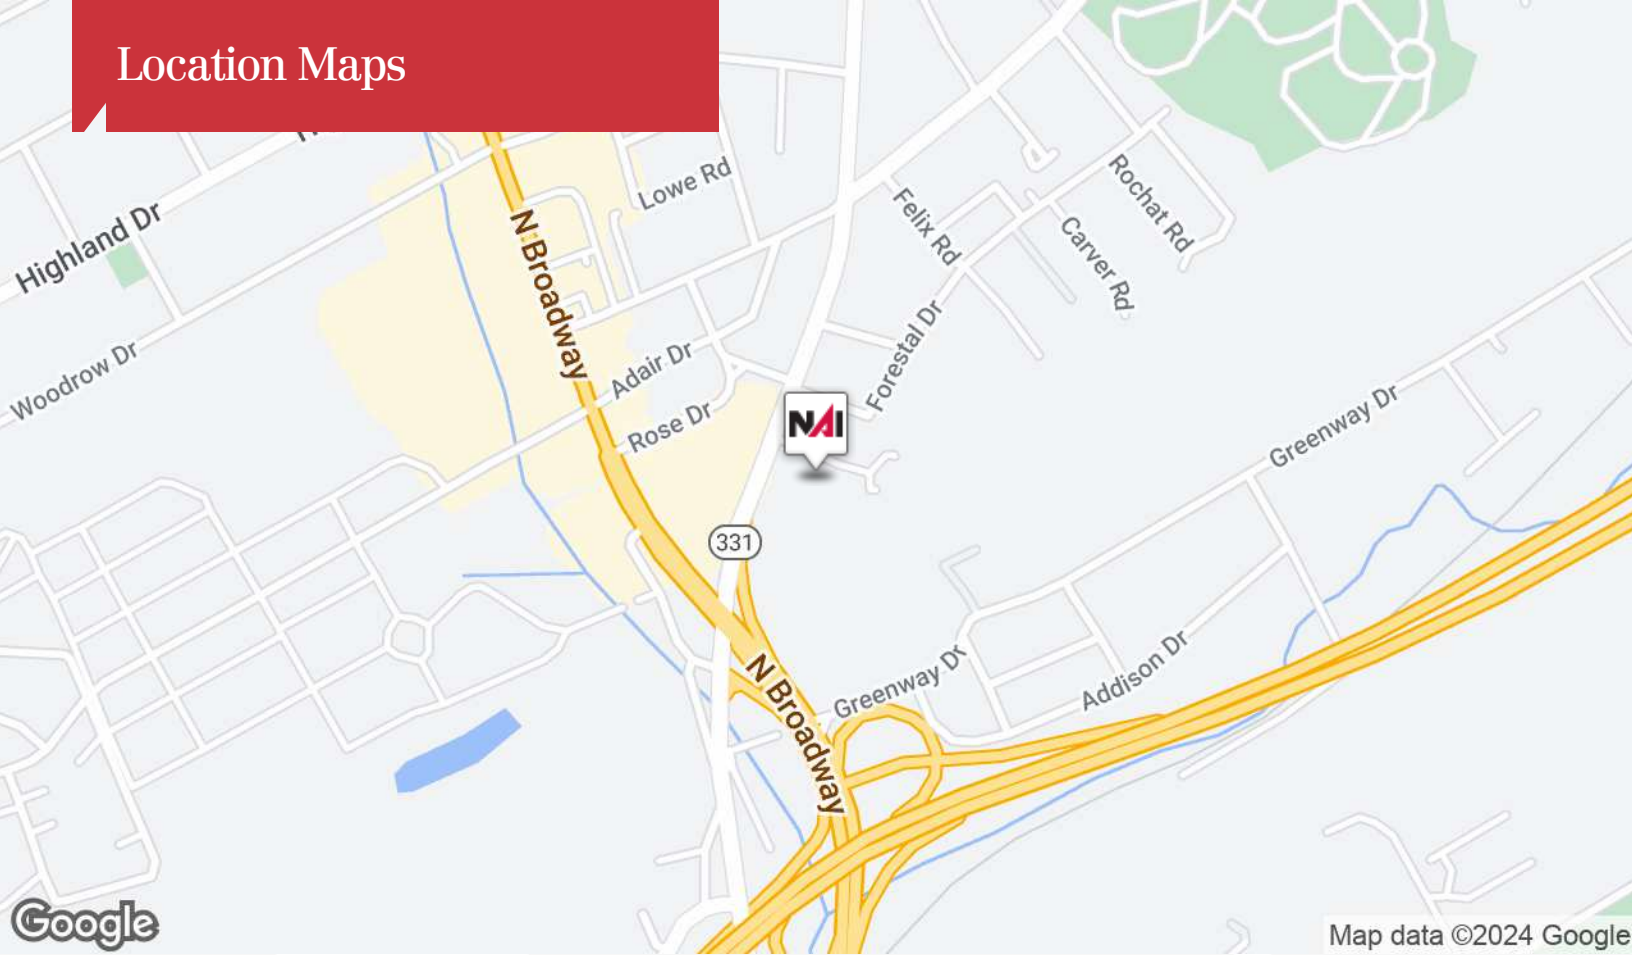 Location Maps
Lowe Rd
Highland Dr
N Broadway
Felix Rd
Rochat Rd
Carver Rd
Woodrow Dr
Adair Dr
Forestal Dr
Rose Dr
NAI
Greenway Dr
331
Greenway Dr
Addison Dr
N Broadway
Google
Map data ©2024 Google